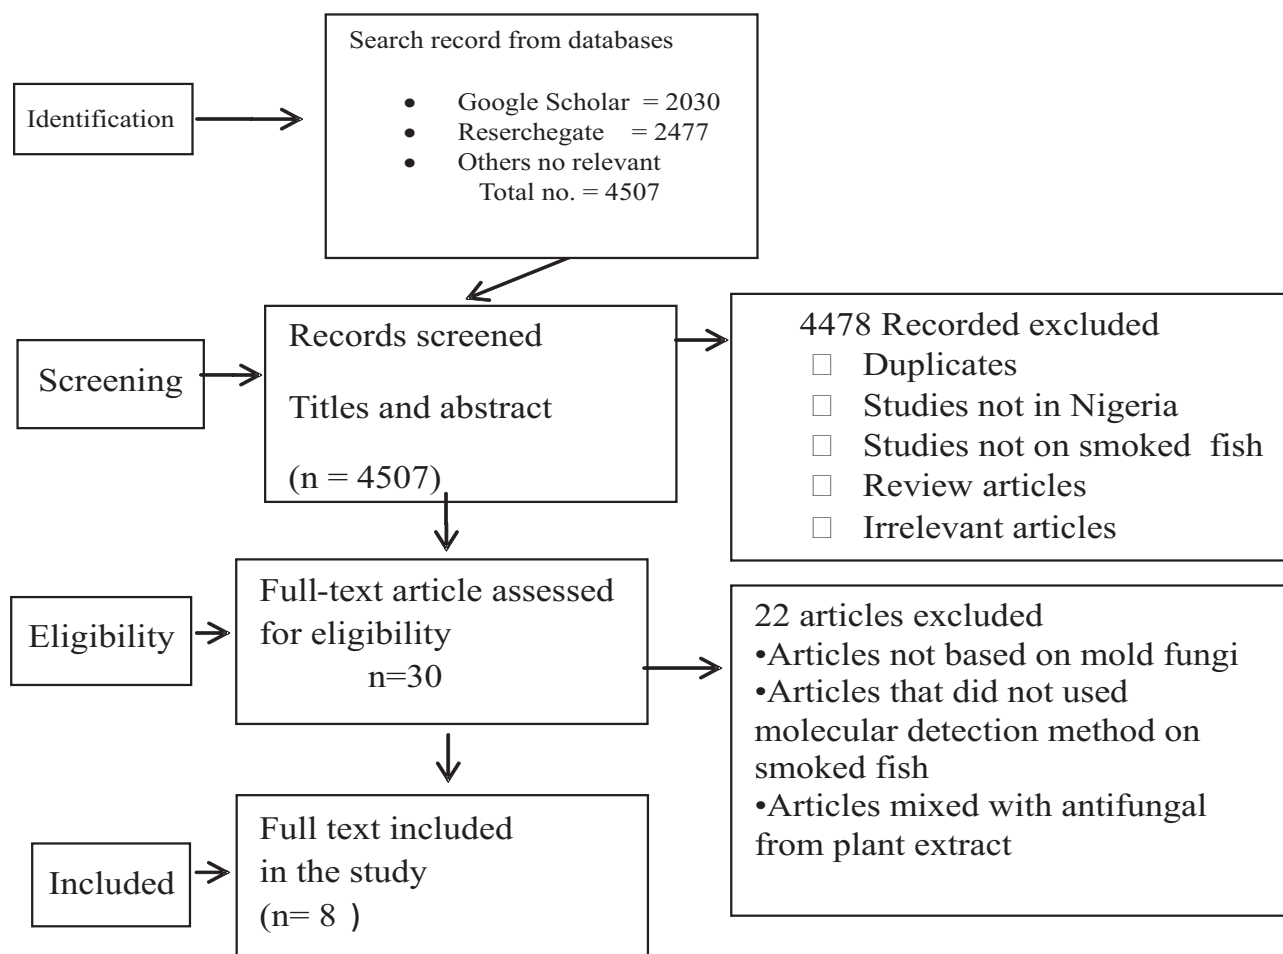 Identification
Search record from databases
• Google Scholar = 2030
• Reserchegate = 2477
• Others no relevant
Total no. = 4507
Screening
Records screened
Titles and abstract
(n = 4507)
4478 Recorded excluded
□ Duplicates
□ Studies not in Nigeria
□ Studies not on smoked fish
□ Review articles
□ Irrelevant articles
Eligibility
Full-text article assessed
for eligibility
n=30
22 articles excluded
•Articles not based on mold fungi
•Articles that did not used
molecular detection method on
smoked fish
•Articles mixed with antifungal
from plant extract
Included
Full text included
in the study
(n= 8 )